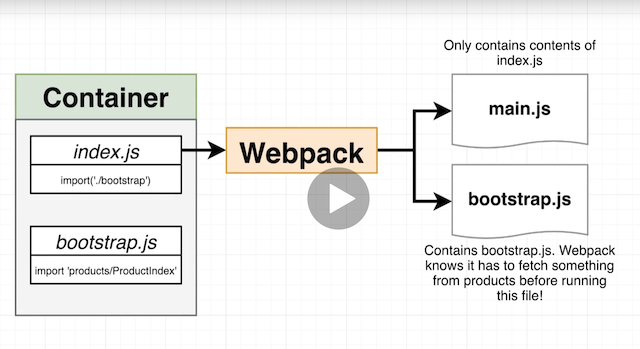 Only contains contents of
index.js
Container
main.js
index.js
Webpack
import('./bootstrap')
bootstrap.js
bootstrap.js
import 'products/ProductIndex'
Contains bootstrap.js. Webpack
knows it has to fetch something
from products before running
this file!